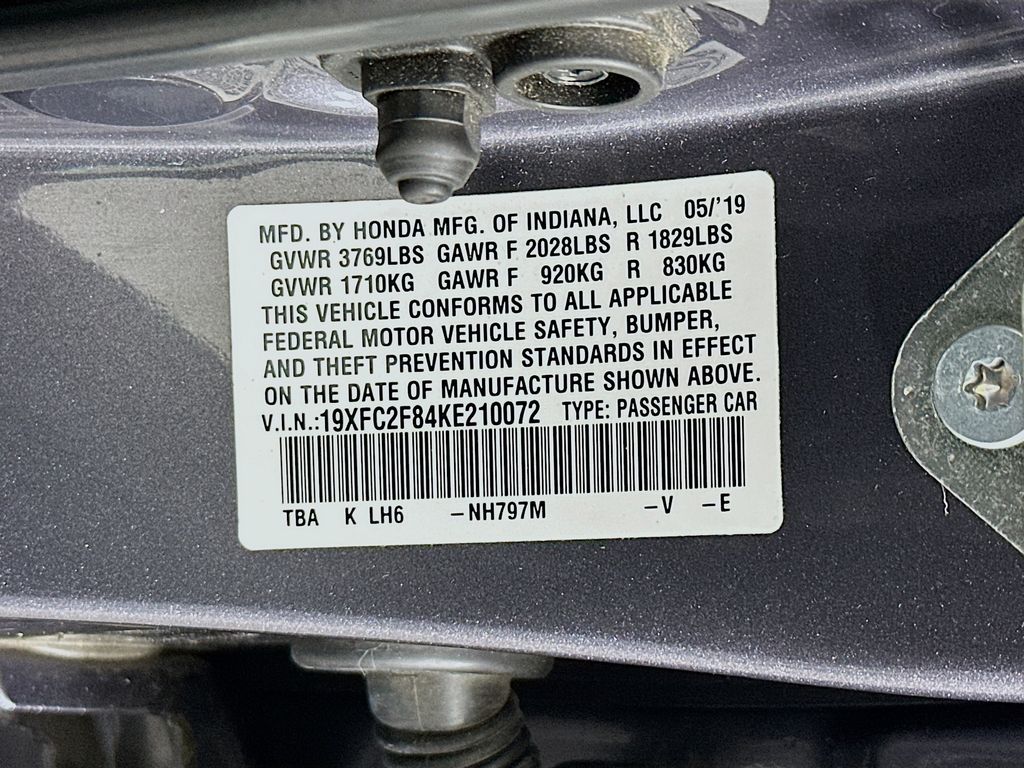 MFD. BY HONDA MFG. OF INDIANA, LLC 05/'19
GVWR 3769LBS GAWR F 2028LBS R 1829LBS
GVWR 1710KG GAWR F 920KG R 830KG
THIS VEHICLE CONFORMS TO ALL APPLICABLE
FEDERAL MOTOR VEHICLE SAFETY, BUMPER,
AND THEFT PREVENTION STANDARDS IN EFFECT
ON THE DATE OF MANUFACTURE SHOWN ABOVE.
V.I.N.:19XFC2F84KE210072 TYPE: PASSENGER CAR
TBA K LH6 –NH797M –V –E